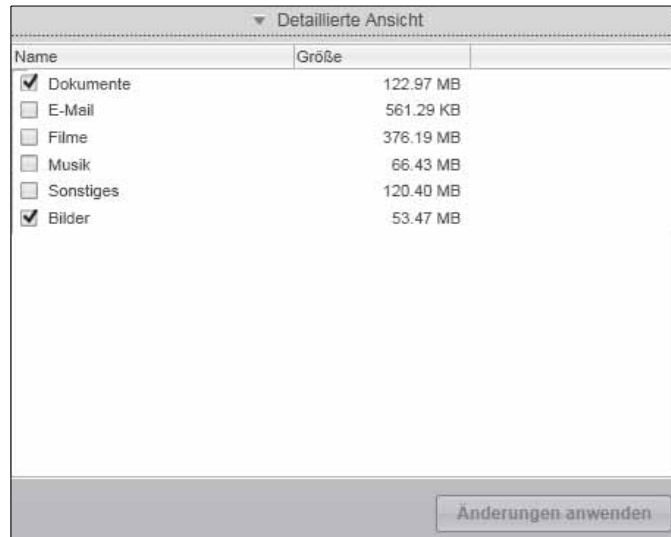 Detaillierte Ansicht
Name Größe
Dokumente 122.97 MB
E-Mail 561.29 KB
Filme 376.19 MB
Musik 66.43 MB
Sonstiges 120.40 MB
Bilder 53.47 MB
Änderungen anwenden